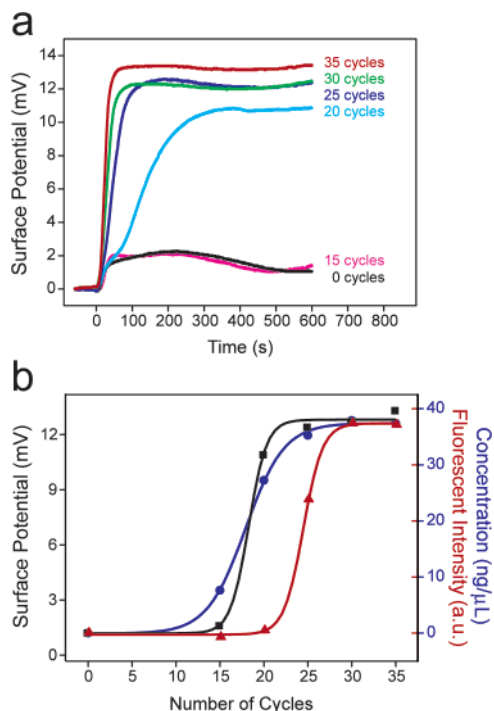 a
Surface Potential (mV)
14
12
10
8
6
4
2
0
35 cycles
30 cycles
25 cycles
20 cycles
15 cycles
0 cycles
0 100 200 300 400 500 600 700 800
Time (s)
b
Surface Potential (mV)
12
9
6
3
0
40
30
20
10
0
Fluorescent Intensity (a.u.)
Concentration (ng/µL)
0 5 10 15 20 25 30 35
Number of Cycles